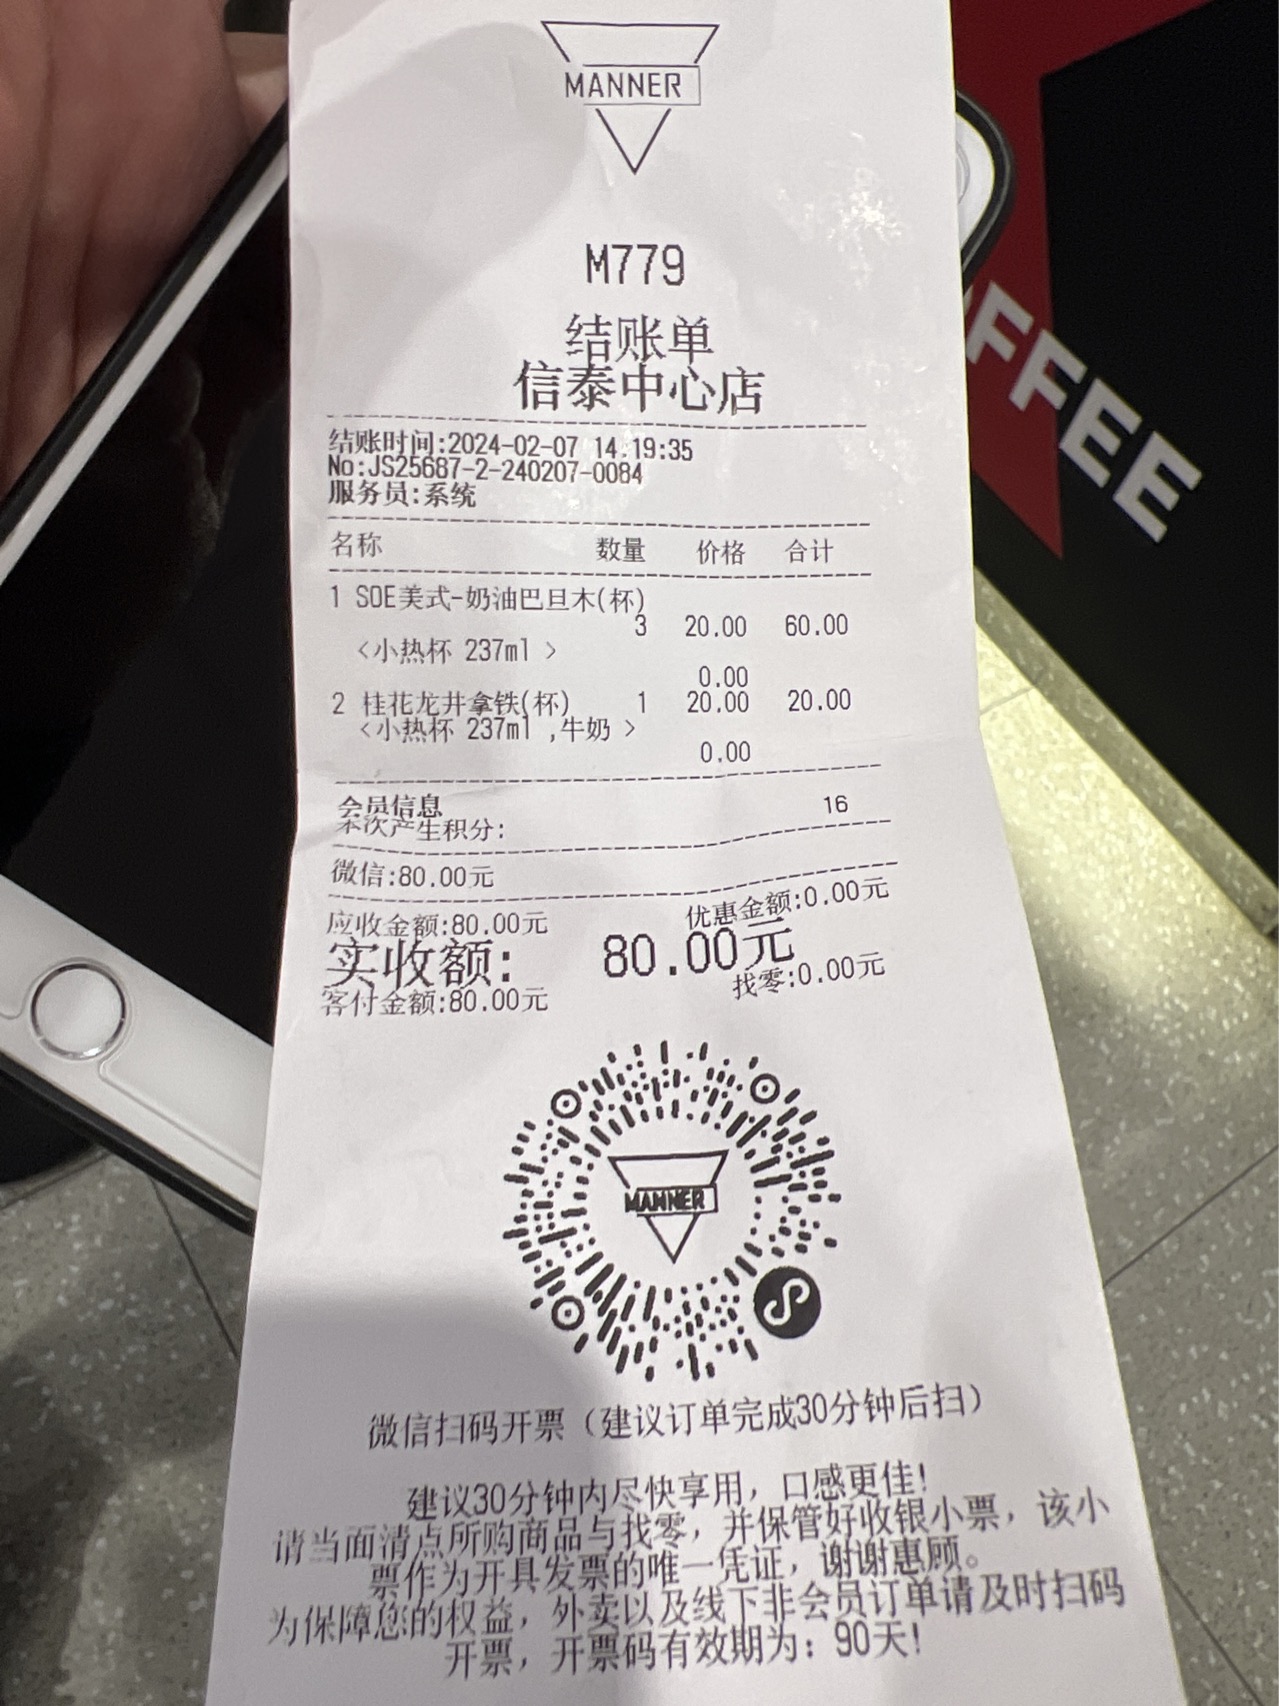 MANNER
M779
结账单
信泰中心店
结账时间:2024-02-07 14:19:35
No:JS25687-2-240207-0084
服务员:系统
名称 数量 价格 合计
1 SOE美式-奶油巴旦木(杯)
3 20.00 60.00
<小热杯 237ml >
0.00
2 桂花龙井拿铁(杯) 1 20.00 20.00
<小热杯 237ml ,牛奶 >
0.00
会员信息
本次产生积分: 16
微信:80.00元
应收金额:80.00元 优惠金额:0.00元
实收额: 80.00元
客付金额:80.00元 找零:0.00元
MANNER
微信扫码开票（建议订单完成30分钟后扫）
建议30分钟内尽快享用，口感更佳！
请当面清点所购商品与找零，并保管好收银小票，该小
票作为开具发票的唯一凭证，谢谢惠顾。
为保障您的权益，外卖以及线下非会员订单请及时扫码
开票，开票码有效期为：90天！
FFEE